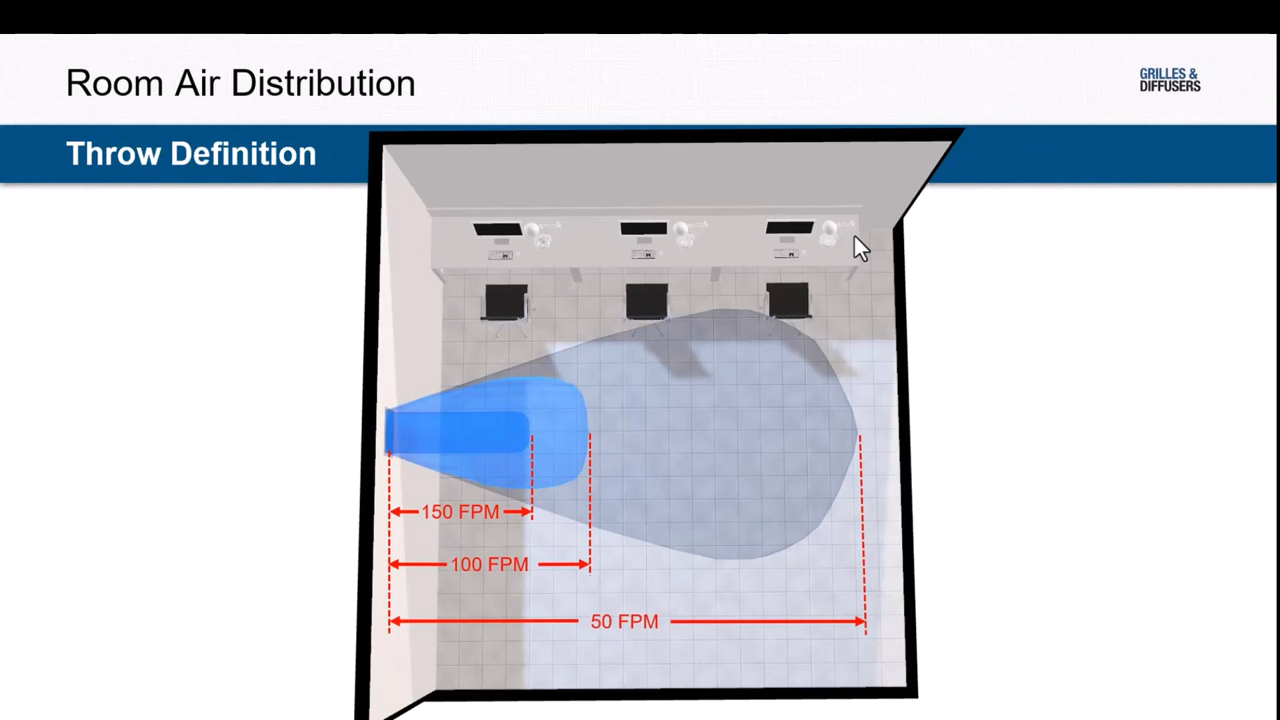 Room Air Distribution
GRILLES &
DIFFUSERS
Throw Definition
150 FPM
100 FPM
50 FPM